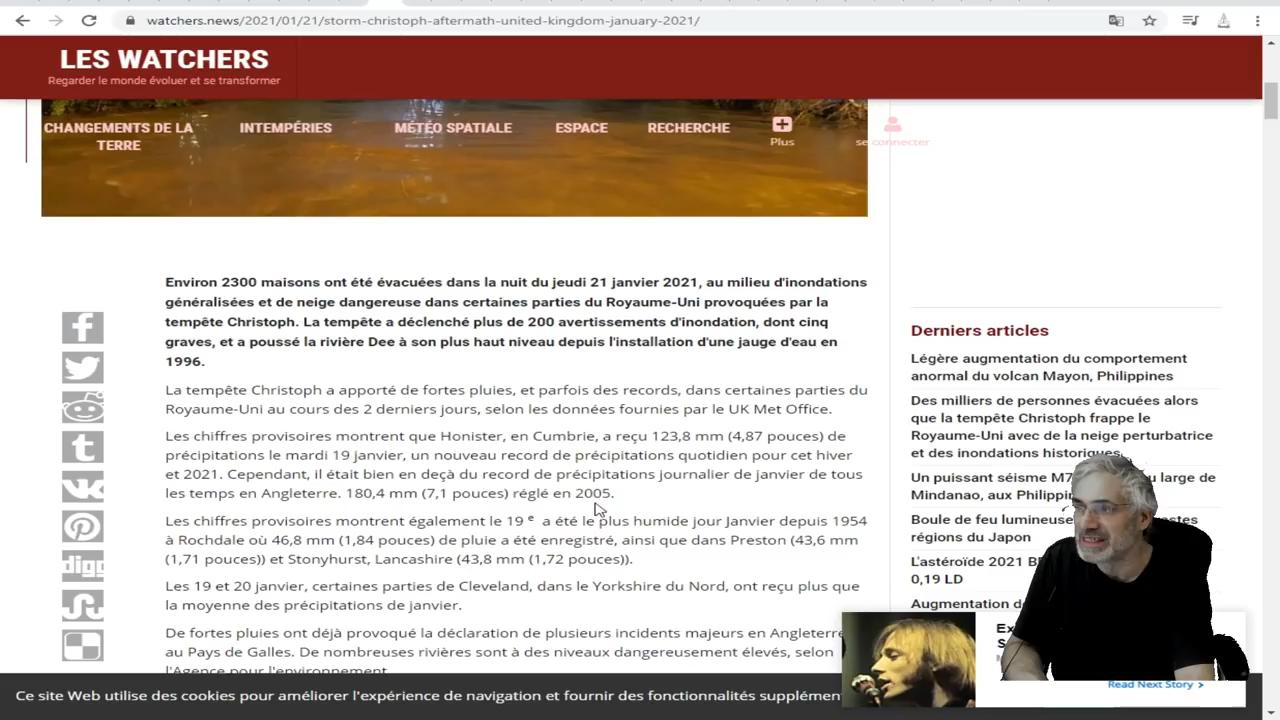 watchers.news/2021/01/21/storm-christoph-aftermath-united-kingdom-january-2021/
LES WATCHERS
Regarder le monde évoluer et se transformer
CHANGEMENTS DE LA TERRE
INTEMPÉRIES
MÉTÉO SPATIALE
ESPACE
RECHERCHE
Plus
se connecter
Environ 2300 maisons ont été évacuées dans la nuit du jeudi 21 janvier 2021, au milieu d'inondations
généralisées et de neige dangereuse dans certaines parties du Royaume-Uni provoquées par la
tempête Christoph. La tempête a déclenché plus de 200 avertissements d'inondation, dont cinq
graves, et a poussé la rivière Dee à son plus haut niveau depuis l'installation d'une jauge d'eau en
1996.
La tempête Christoph a apporté de fortes pluies, et parfois des records, dans certaines parties du
Royaume-Uni au cours des 2 derniers jours, selon les données fournies par le UK Met Office.
Les chiffres provisoires montrent que Honister, en Cumbrie, a reçu 123,8 mm (4,87 pouces) de
précipitations le mardi 19 janvier, un nouveau record de précipitations quotidien pour cet hiver
et 2021. Cependant, il était bien en deçà du record de précipitations journalier de janvier de tous
les temps en Angleterre. 180,4 mm (7,1 pouces) réglé en 2005.
Les chiffres provisoires montrent également le 19 e a été le plus humide jour Janvier depuis 1954
à Rochdale où 46,8 mm (1,84 pouces) de pluie a été enregistré, ainsi que dans Preston (43,6 mm
(1,71 pouces)) et Stonyhurst, Lancashire (43,8 mm (1,72 pouces)).
Les 19 et 20 janvier, certaines parties de Cleveland, dans le Yorkshire du Nord, ont reçu plus que
la moyenne des précipitations de janvier.
De fortes pluies ont déjà provoqué la déclaration de plusieurs incidents majeurs en Angleterre
au Pays de Galles. De nombreuses rivières sont à des niveaux dangereusement élevés, selon
l'Agence pour l'environnement.
digg
Derniers articles
Légère augmentation du comportement
anormal du volcan Mayon, Philippines
Des milliers de personnes évacuées alors
que la tempête Christoph frappe le
Royaume-Uni avec de la neige perturbatrice
et des inondations historiques
Un puissant séisme M7 large de
Mindanao, aux
Boule de feu
régions du Japon
L'astéroïde 2021
0,19 LD
Augmentation
Read Next Story >
Ce site Web utilise des cookies pour améliorer l'expérience de navigation et fournir des fonctionnalités